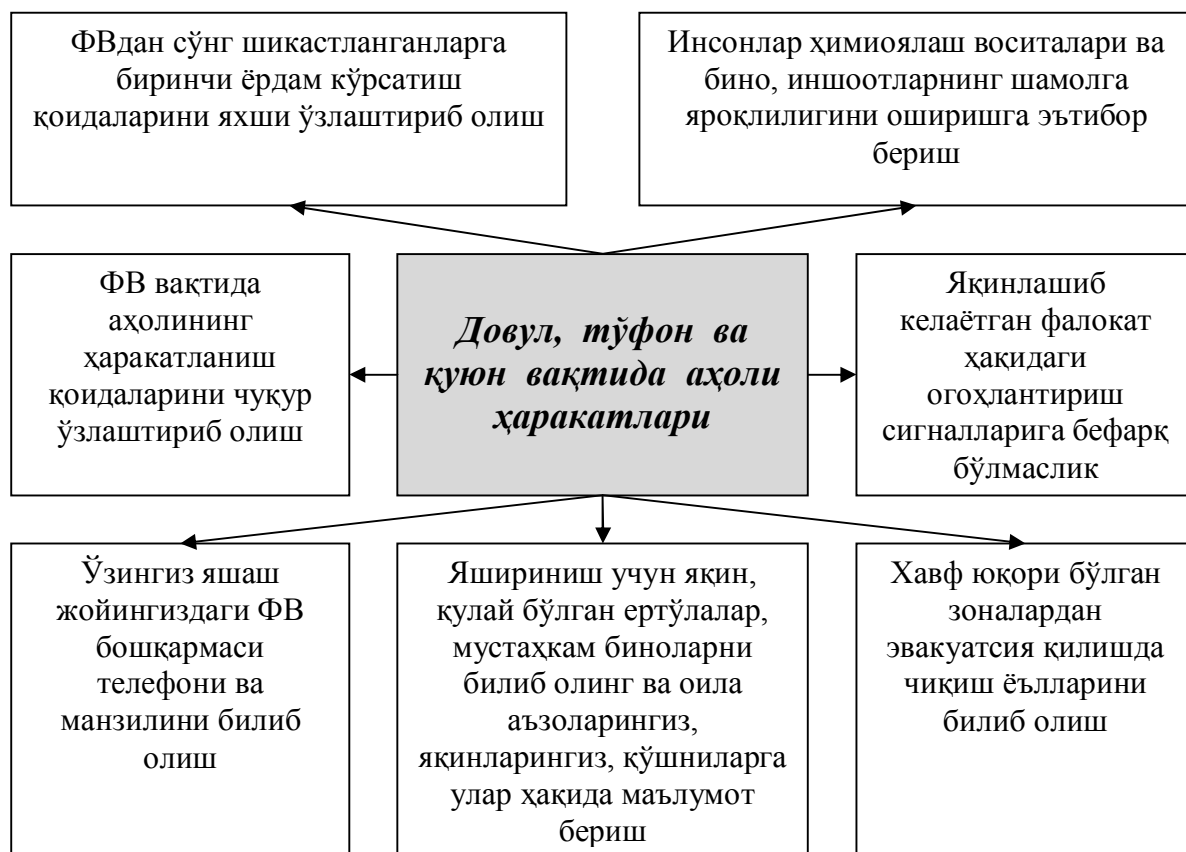 ФВдан сўнг шикастланганларга
биринчи ёрдам кўрсатиш
қоидаларини яхши ўзлаштириб олиш
Инсонлар ҳимиоялаш воситалари ва
бино, иншоотларнинг шамолга
яроқлилигини оширишга эътибор
бериш
ФВ вақтида
аҳолининг
ҳаракатланиш
қоидаларини чуқур
ўзлаштириб олиш
Довул, тўфон ва
қуюн вақтида аҳоли
ҳаракатлари
Яқинлашиб
келаётган фалокат
ҳақидаги
огоҳлантириш
сигналларига бефарқ
бўлмаслик
Ўзингиз яшаш
жойингиздаги ФВ
бошқармаси
телефони ва
манзилини билиб
олиш
Яшириниш учун яқин,
қулай бўлган ертўлалар,
мустаҳкам биноларни
билиб олинг ва оила
аъзоларингиз,
яқинларингиз, қўшниларга
улар ҳақида маълумот
бериш
Хавф юқори бўлган
зоналардан
эвакуатсия қилишда
чиқиш ёълларини
билиб олиш